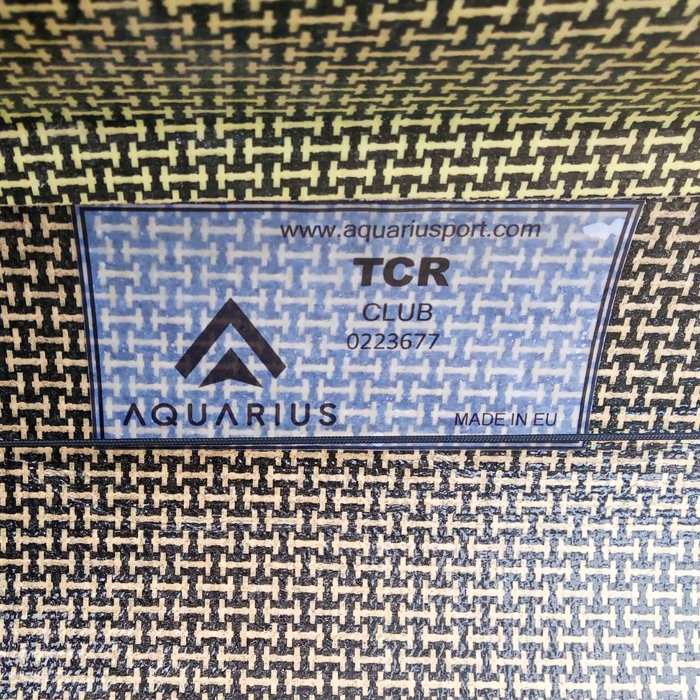 www.aquariusport.com
TCR
CLUB
0223677
AQUARIUS
MADE IN EU